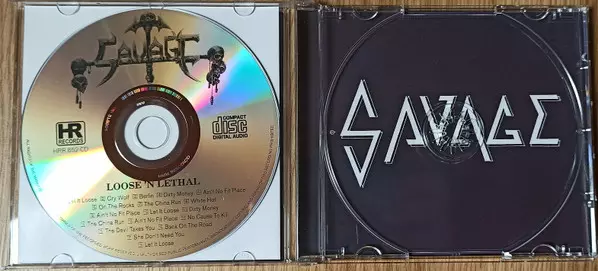 SAVAGE
HR
RECORDS
HRR 650 CD
COMPACT
disc
DIGITAL AUDIO
LOOSE 'N LETHAL
Let it Loose Cry Wolf Berlin Dirty Money Ain't No Fit Place
On The Rocks The China Run White Hot
Ain't No Fit Place Let it Loose Dirty Money
The China Run Ain't No Fit Place No Cause To Kill
The Devil Takes You Back On The Road
She Don't Need You
Let it Loose
SAVAGE